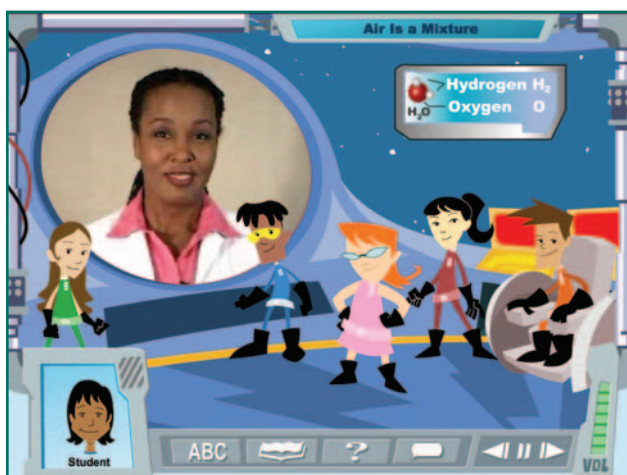 Air Is a Mixture
Hydrogen H₂
Oxygen O
H₂O
Student
ABC
?
VOL